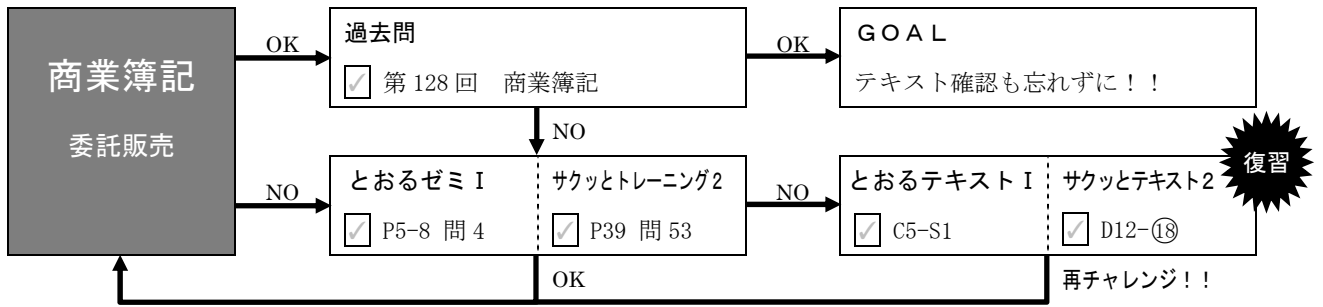 商業簿記
委託販売
OK
過去問
✓ 第128回 商業簿記
OK
GOAL
テキスト確認も忘れずに！！
NO
NO
とおるゼミⅠ
✓ P5-8 問4
サクッとトレーニング2
✓ P39 問53
NO
とおるテキストⅠ
✓ C5-S1
サクッとテキスト2
✓ D12-⑱
復習
OK
再チャレンジ！！